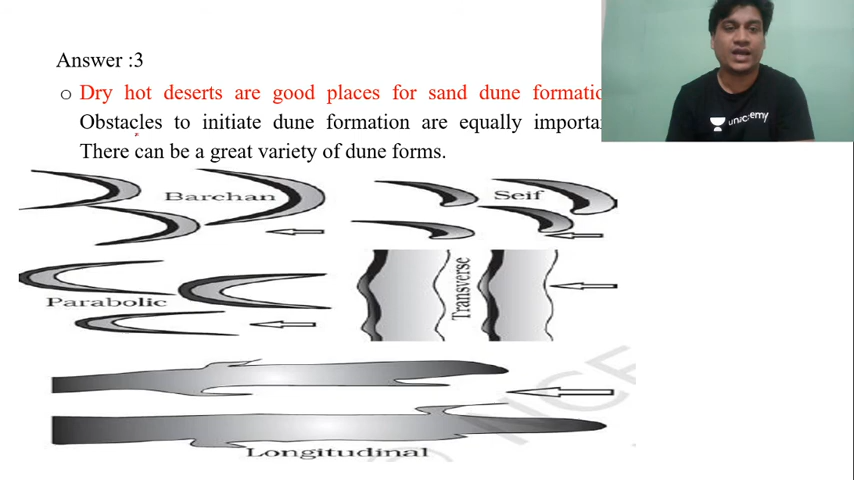 Answer :3
o Dry hot deserts are good places for sand dune formatio
Obstacles to initiate dune formation are equally importa
There can be a great variety of dune forms.
Barchan
Seif
Parabolic
Transverse
Longitudinal
unacademy
NCE